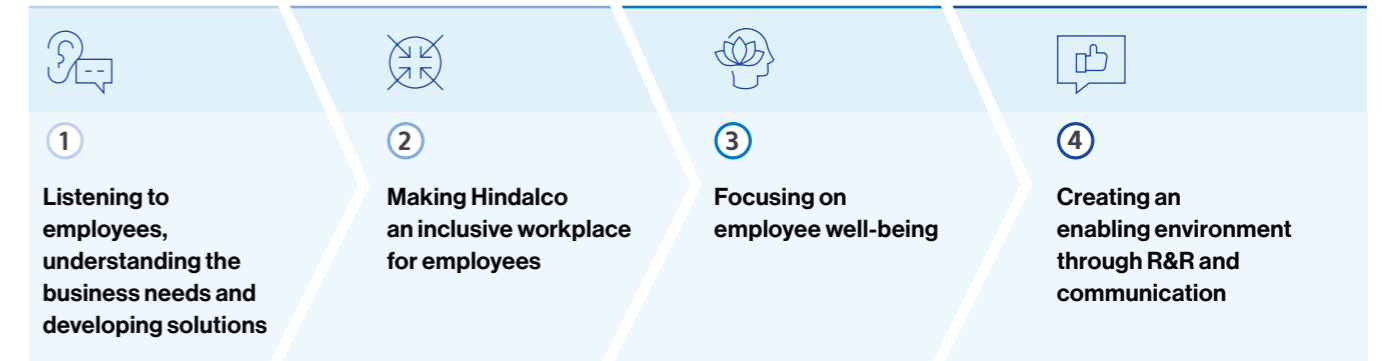 1
Listening to
employees,
understanding the
business needs and
developing solutions
2
Making Hindalco
an inclusive workplace
for employees
3
Focusing on
employee well-being
4
Creating an
enabling environment
through R&R and
communication